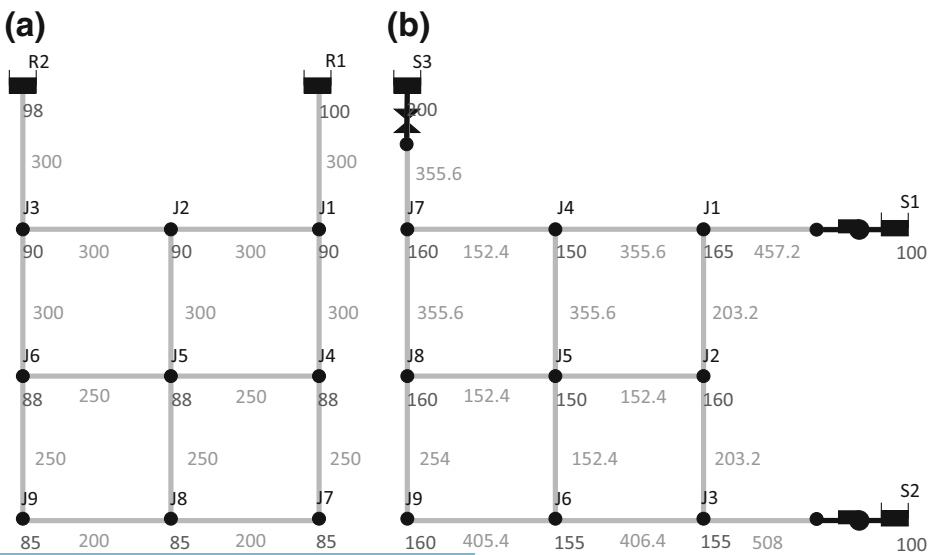 (a) (b)
R2 R1 S3
98 100 200
300 300 355.6
J3 J2 J1 J7 J4 J1 S1
90 300 90 300 90 160 152.4 150 355.6 165 457.2 100
300 300 300 355.6 355.6 203.2
J6 J5 J4 J8 J5 J2
88 250 88 250 88 160 152.4 150 152.4 160
250 250 250 254 152.4 203.2
J9 J8 J7 J9 J6 J3 S2
85 200 85 200 85 160 405.4 155 406.4 155 508 100